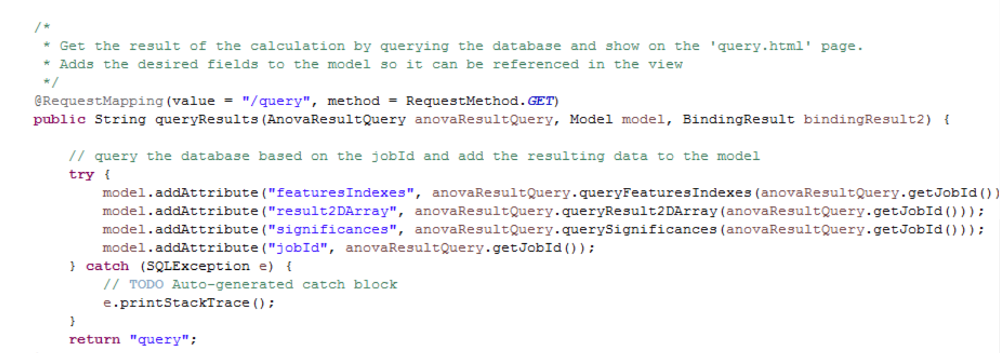 /*
 * Get the result of the calculation by querying the database and show on the 'query.html' page.
 * Adds the desired fields to the model so it can be referenced in the view
 */
@RequestMapping(value = "/query", method = RequestMethod.GET)
public String queryResults(AnovaResultQuery anovaResultQuery, Model model, BindingResult bindingResult2) {
// query the database based on the jobId and add the resulting data to the model
try {
model.addAttribute("featuresIndexes", anovaResultQuery.queryFeaturesIndexes(anovaResultQuery.getJobId())
model.addAttribute("result2DArray", anovaResultQuery.queryResult2DArray(anovaResultQuery.getJobId()));
model.addAttribute("significances", anovaResultQuery.querySignificances(anovaResultQuery.getJobId()));
model.addAttribute("jobId", anovaResultQuery.getJobId());
} catch (SQLException e) {
// TODO Auto-generated catch block
e.printStackTrace();
}
return "query";